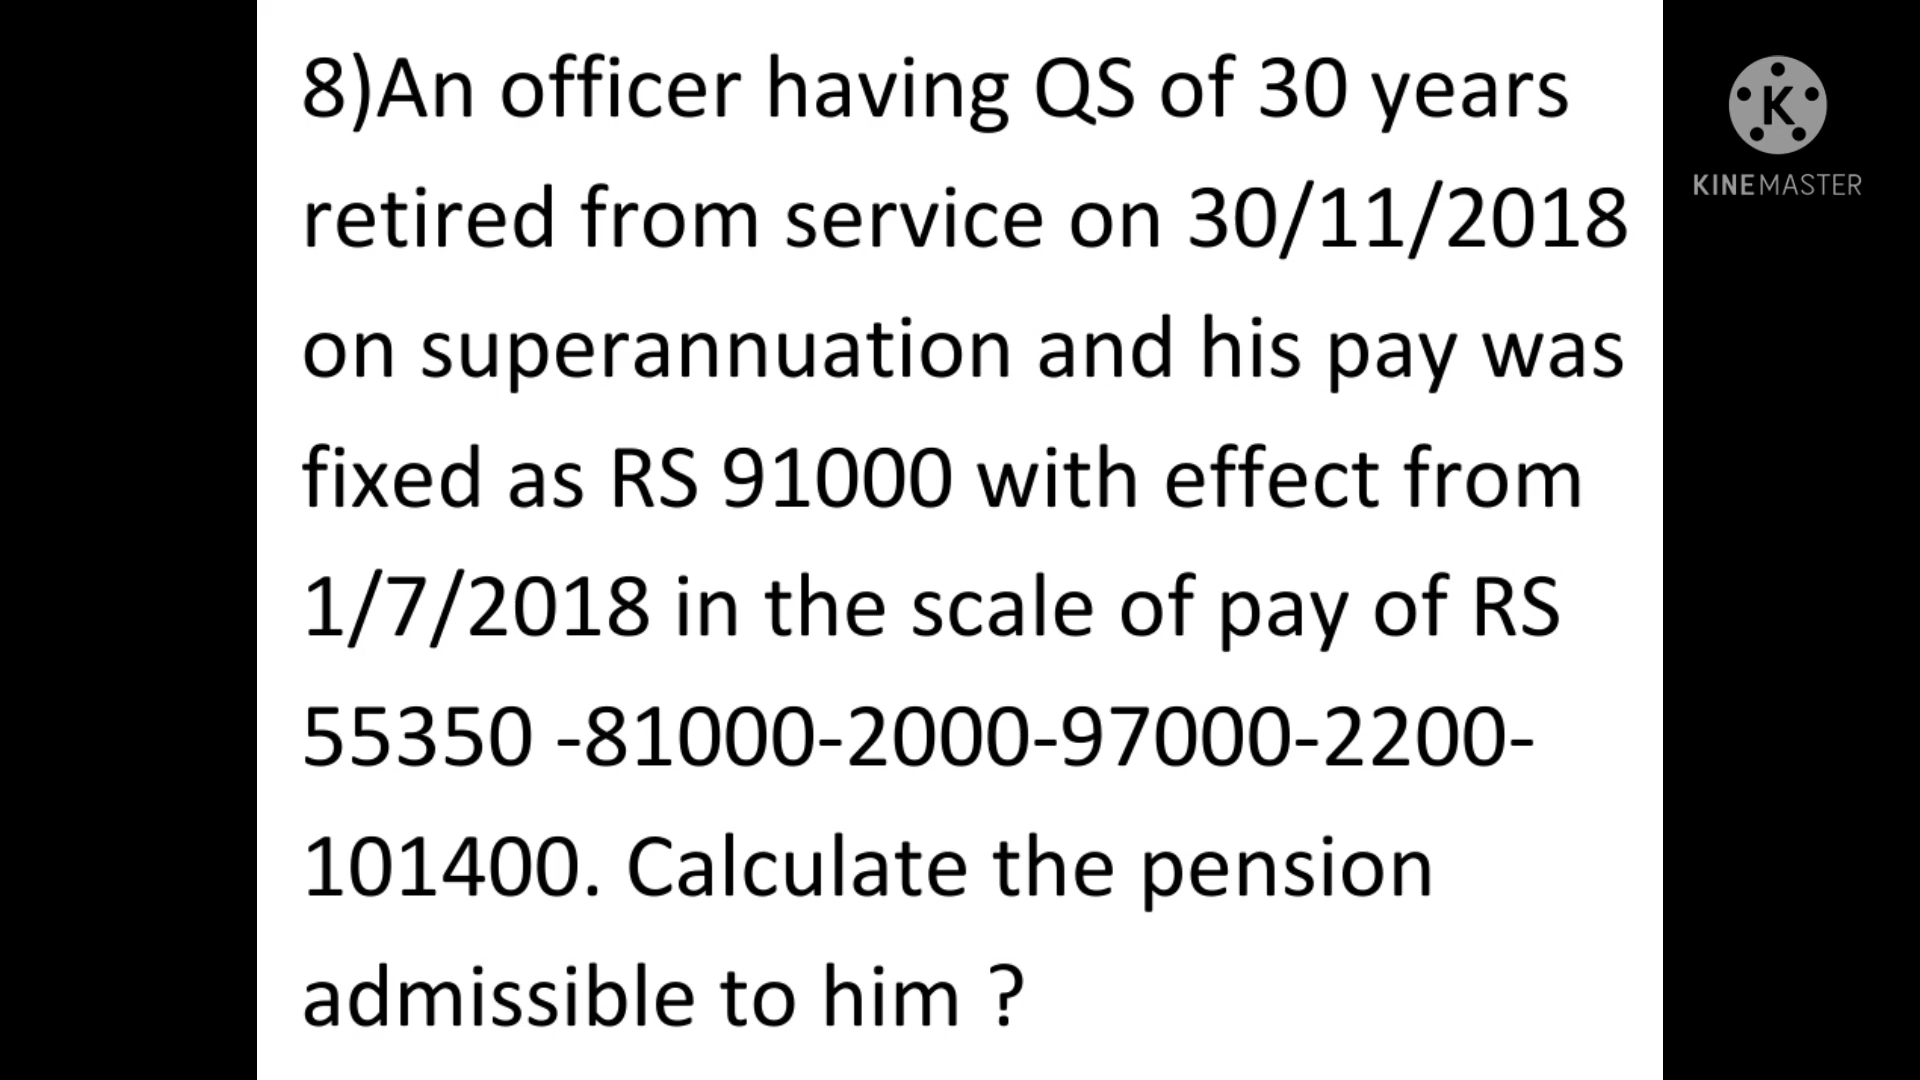 8)An officer having QS of 30 years
retired from service on 30/11/2018
on superannuation and his pay was
fixed as RS 91000 with effect from
1/7/2018 in the scale of pay of RS
55350 -81000-2000-97000-2200-
101400. Calculate the pension
admissible to him ?
K
KINEMASTER